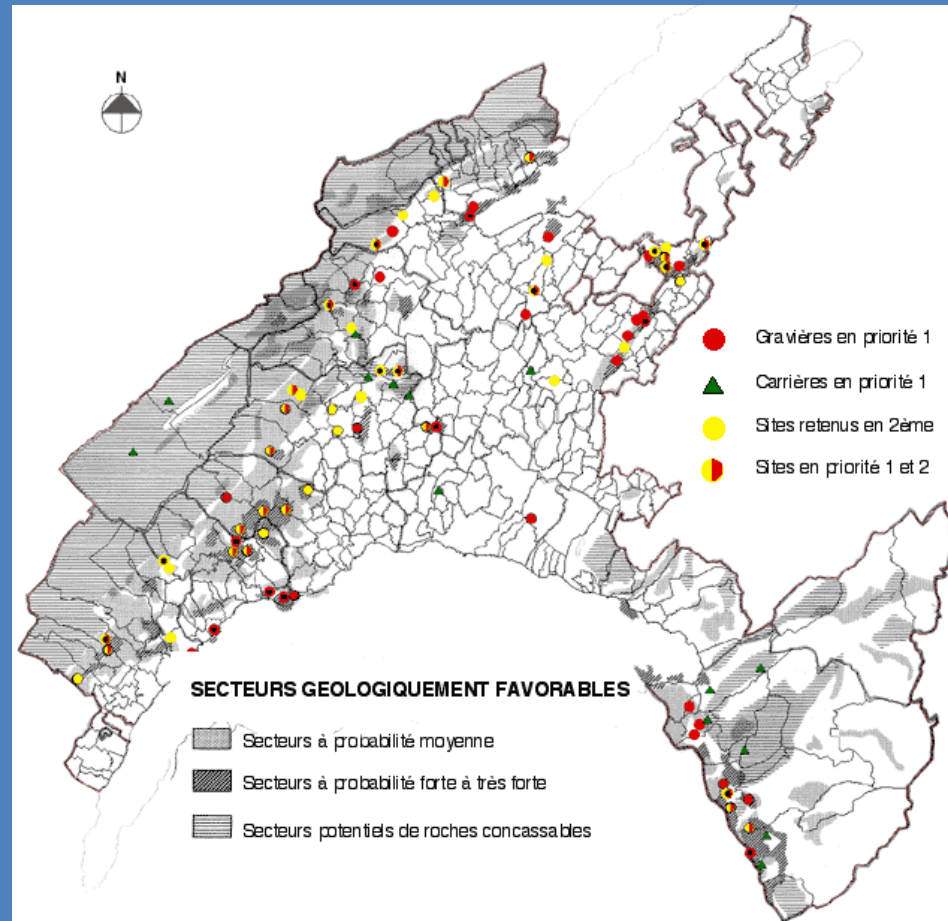 N
Gravières en priorité 1
Carrières en priorité 1
Sites retenus en 2ème
Sites en priorité 1 et 2
SECTEURS GEOLOGIQUEMENT FAVORABLES
Secteurs à probabilité moyenne
Secteurs à probabilité forte à très forte
Secteurs potentiels de roches concassables